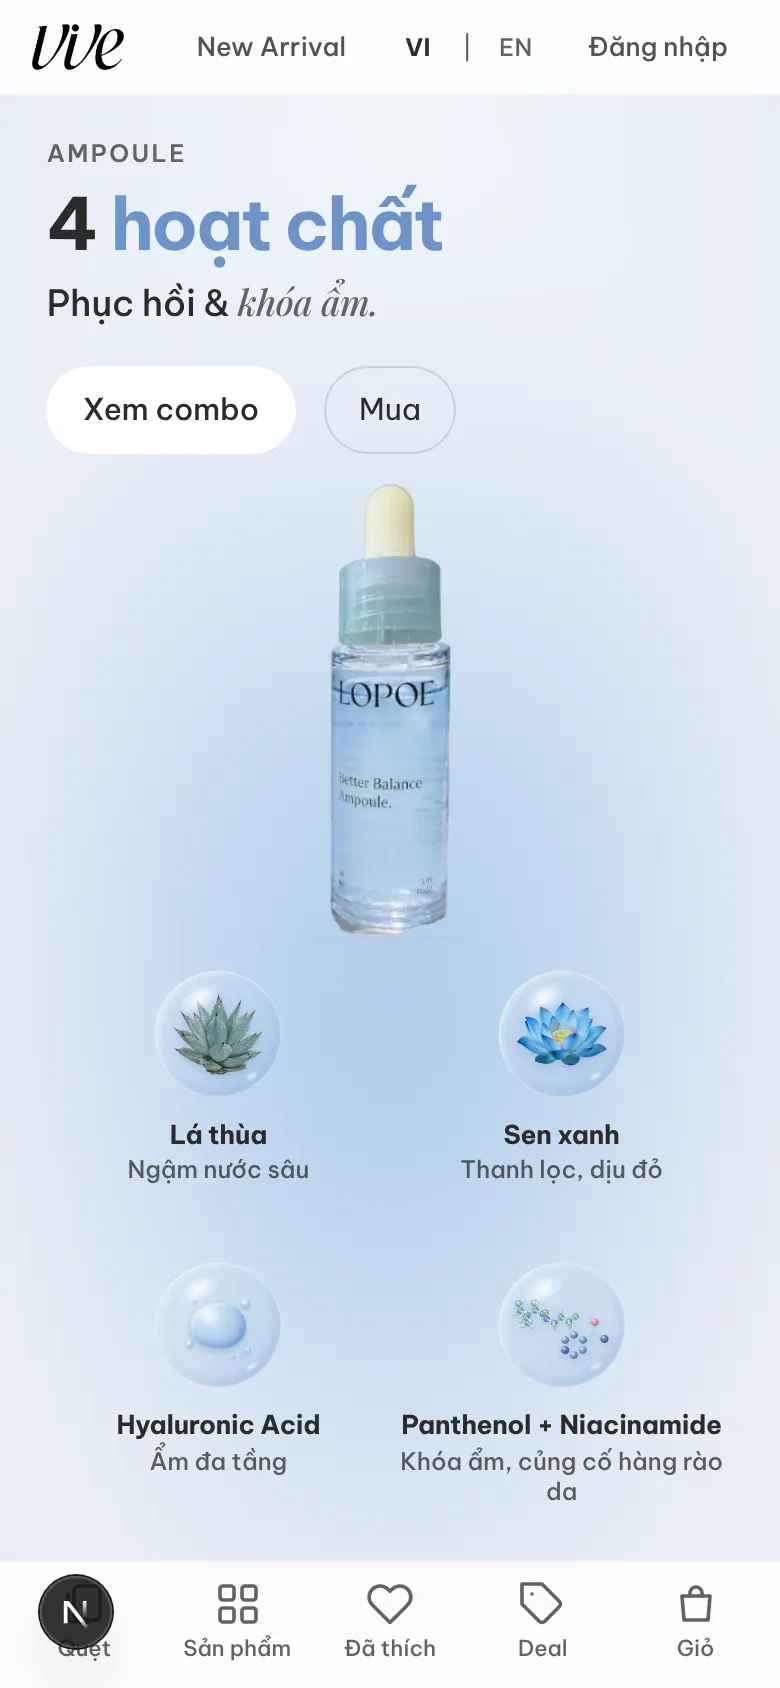 ViVe
New Arrival
VI | EN
Đăng nhập
AMPOULE
4 hoạt chất
Phục hồi & khóa ẩm.
Xem combo
Mua
LOPOE
Better Balance
Ampoule.
Lá thùa
Ngậm nước sâu
Sen xanh
Thanh lọc, dịu đỏ
Hyaluronic Acid
Ẩm đa tầng
Panthenol + Niacinamide
Khóa ẩm, củng cố hàng rào
da
N
Quẹt
Sản phẩm
Đã thích
Deal
Giỏ